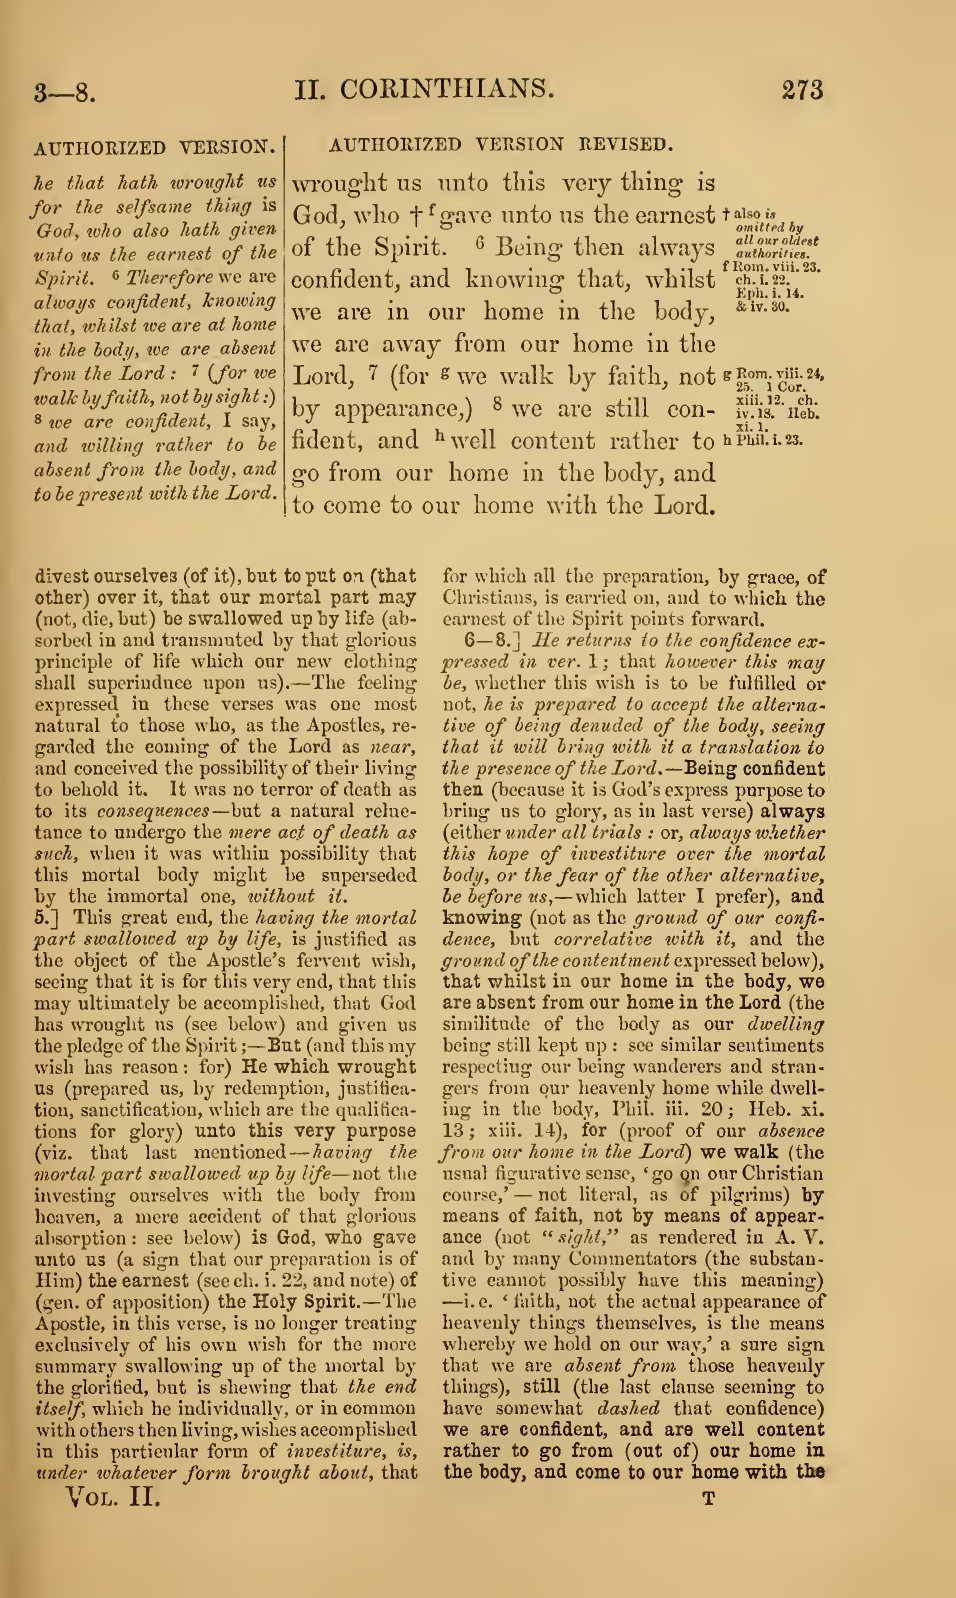 3—8.
II. CORINTHIANS.
273
AUTHORIZED VERSION.
he that hath wrought us
for the selfsame thing is
God, who also hath given
unto us the earnest of the
Spirit. 6 Therefore we are
always confident, knowing
that, whilst we are at home
in the body, we are absent
from the Lord : 7 (for we
walk by faith, not by sight :)
8 we are confident, I say,
and willing rather to be
absent from the body, and
to be present with the Lord.
AUTHORIZED VERSION REVISED.
wrought us unto this very thing is
God, who † f gave unto us the earnest
of the Spirit. 6 Being then always
confident, and knowing that, whilst
we are in our home in the body,
we are away from our home in the
Lord, 7 (for g we walk by faith, not
by appearance,) 8 we are still con-
fident, and h well content rather to
go from our home in the body, and
to come to our home with the Lord.
† also is
omitted by
all our oldest
authorities.
f Rom. viii. 23.
ch. i. 22.
Eph. i. 14.
& iv. 30.
g Rom. viii. 24,
25. 1 Cor.
xiii. 12. ch.
iv. 18. Heb.
xi. 1.
h Phil. i. 23.
divest ourselves (of it), but to put on (that
other) over it, that our mortal part may
(not, die, but) be swallowed up by life (ab-
sorbed in and transmuted by that glorious
principle of life which our new clothing
shall superinduce upon us).—The feeling
expressed in these verses was one most
natural to those who, as the Apostles, re-
garded the coming of the Lord as near,
and conceived the possibility of their living
to behold it. It was no terror of death as
to its consequences—but a natural reluc-
tance to undergo the mere act of death as
such, when it was within possibility that
this mortal body might be superseded
by the immortal one, without it.
5.] This great end, the having the mortal
part swallowed up by life, is justified as
the object of the Apostle's fervent wish,
seeing that it is for this very end, that this
may ultimately be accomplished, that God
has wrought us (see below) and given us
the pledge of the Spirit ;—But (and this my
wish has reason : for) He which wrought
us (prepared us, by redemption, justifica-
tion, sanctification, which are the qualifica-
tions for glory) unto this very purpose
(viz. that last mentioned—having the
mortal part swallowed up by life—not the
investing ourselves with the body from
heaven, a mere accident of that glorious
absorption : see below) is God, who gave
unto us (a sign that our preparation is of
Him) the earnest (see ch. i. 22, and note) of
(gen. of apposition) the Holy Spirit.—The
Apostle, in this verse, is no longer treating
exclusively of his own wish for the more
summary swallowing up of the mortal by
the glorified, but is shewing that the end
itself, which he individually, or in common
with others then living, wishes accomplished
in this particular form of investiture, is,
under whatever form brought about, that
for which all the preparation, by grace, of
Christians, is carried on, and to which the
earnest of the Spirit points forward.
6—8.] He returns to the confidence ex-
pressed in ver. 1 ; that however this may
be, whether this wish is to be fulfilled or
not, he is prepared to accept the alterna-
tive of being denuded of the body, seeing
that it will bring with it a translation to
the presence of the Lord.—Being confident
then (because it is God's express purpose to
bring us to glory, as in last verse) always
(either under all trials : or, always whether
this hope of investiture over the mortal
body, or the fear of the other alternative,
be before us,—which latter I prefer), and
knowing (not as the ground of our confi-
dence, but correlative with it, and the
ground of the contentment expressed below),
that whilst in our home in the body, we
are absent from our home in the Lord (the
similitude of the body as our dwelling
being still kept up : see similar sentiments
respecting our being wanderers and stran-
gers from our heavenly home while dwell-
ing in the body, Phil. iii. 20 ; Heb. xi.
13 ; xiii. 14), for (proof of our absence
from our home in the Lord) we walk (the
usual figurative sense, 'go on our Christian
course,' — not literal, as of pilgrims) by
means of faith, not by means of appear-
ance (not "sight," as rendered in A. V.
and by many Commentators (the substan-
tive cannot possibly have this meaning)
—i. e. 'faith, not the actual appearance of
heavenly things themselves, is the means
whereby we hold on our way,' a sure sign
that we are absent from those heavenly
things), still (the last clause seeming to
have somewhat dashed that confidence)
we are confident, and are well content
rather to go from (out of) our home in
the body, and come to our home with the
VOL. II.
T